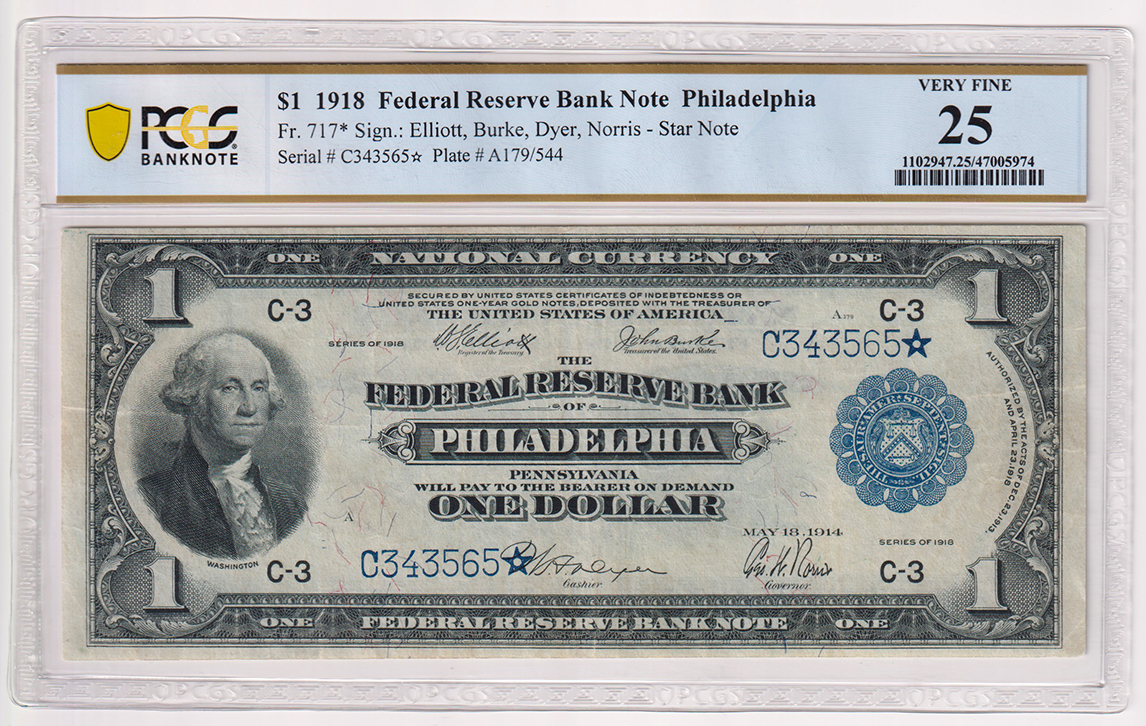 PCGS
BANKNOTE
$1 1918 Federal Reserve Bank Note Philadelphia
Fr. 717* Sign.: Elliott, Burke, Dyer, Norris - Star Note
Serial # C343565☆ Plate # A179/544
VERY FINE
25
1102947.25/47005974
ONE NATIONAL CURRENCY ONE
1 1
SECURED BY UNITED STATES CERTIFICATES OF INDEBTEDNESS OR
UNITED STATES ONE-YEAR GOLD NOTES, DEPOSITED WITH THE TREASURER OF
THE UNITED STATES OF AMERICA
C-3 C-3
SERIES OF 1918
Register of the Treasury
John Burke
Treasurer of the United States.
C343565★
THE
FEDERAL RESERVE BANK
OF
PHILADELPHIA
PENNSYLVANIA
WILL PAY TO THE BEARER ON DEMAND
ONE DOLLAR
AUTHORIZED BY THE ACTS OF DEC. 23, 1913,
AND APRIL 23, 1918
A
MAY 18, 1914
SERIES OF 1918
WASHINGTON
C-3
C343565★
Cashier
Geo. W. Norris
Governor
C-3
1 1
ONE FEDERAL RESERVE BANK NOTE ONE